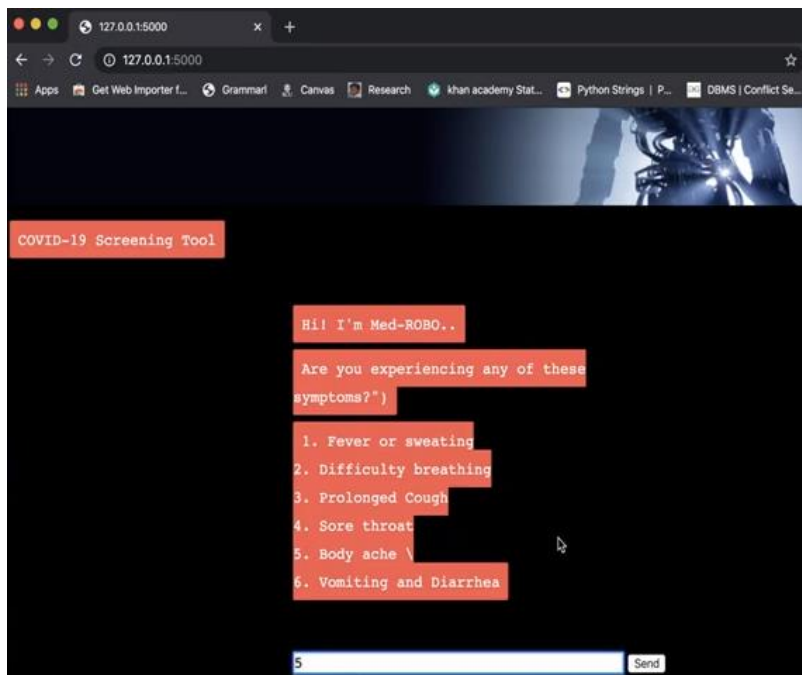 127.0.0.1:5000
127.0.0.1:5000
Apps Get Web Importer f... Grammarl Canvas Research khan academy Stat... Python Strings | P... DBMS | Conflict Se...
COVID-19 Screening Tool
Hi! I'm Med-ROBO..
Are you experiencing any of these
symptoms?")
1. Fever or sweating
2. Difficulty breathing
3. Prolonged Cough
4. Sore throat
5. Body ache \
6. Vomiting and Diarrhea
5 Send